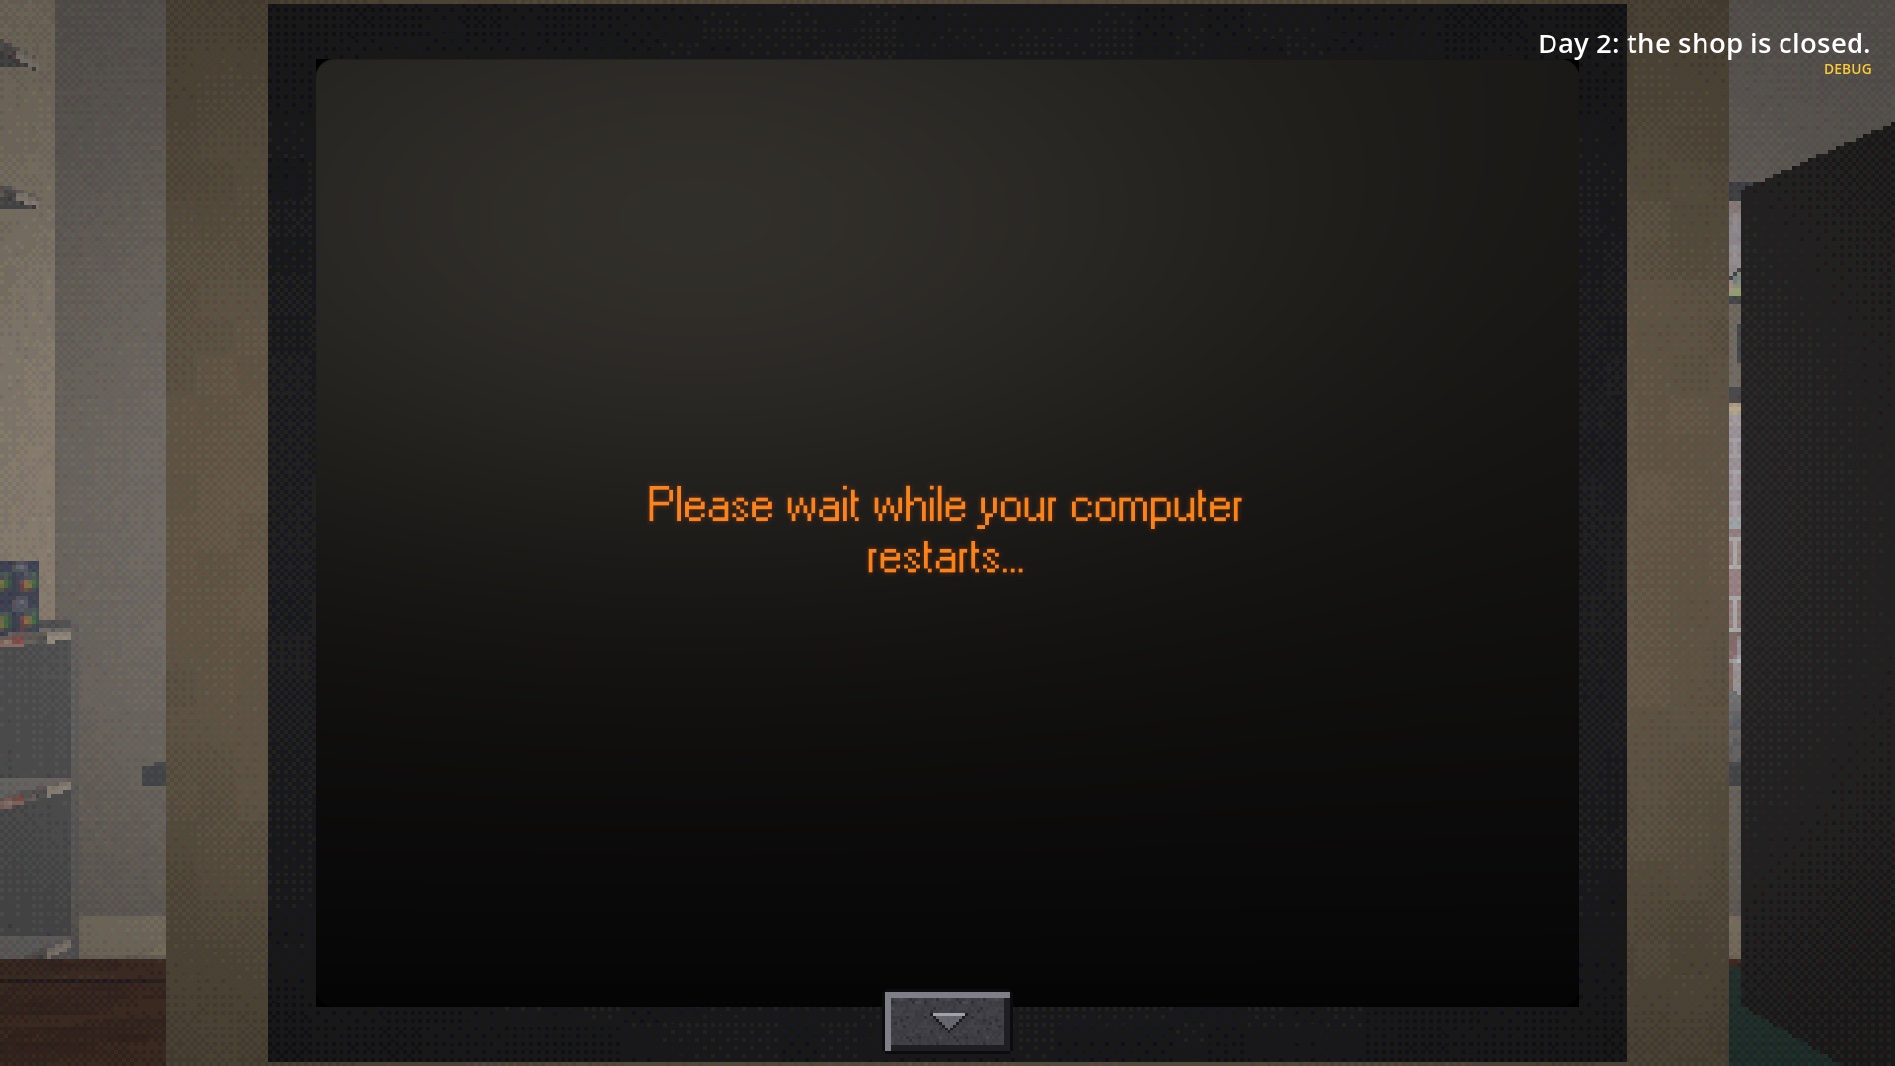 Day 2: the shop is closed.
DEBUG
Please wait while your computer
restarts...